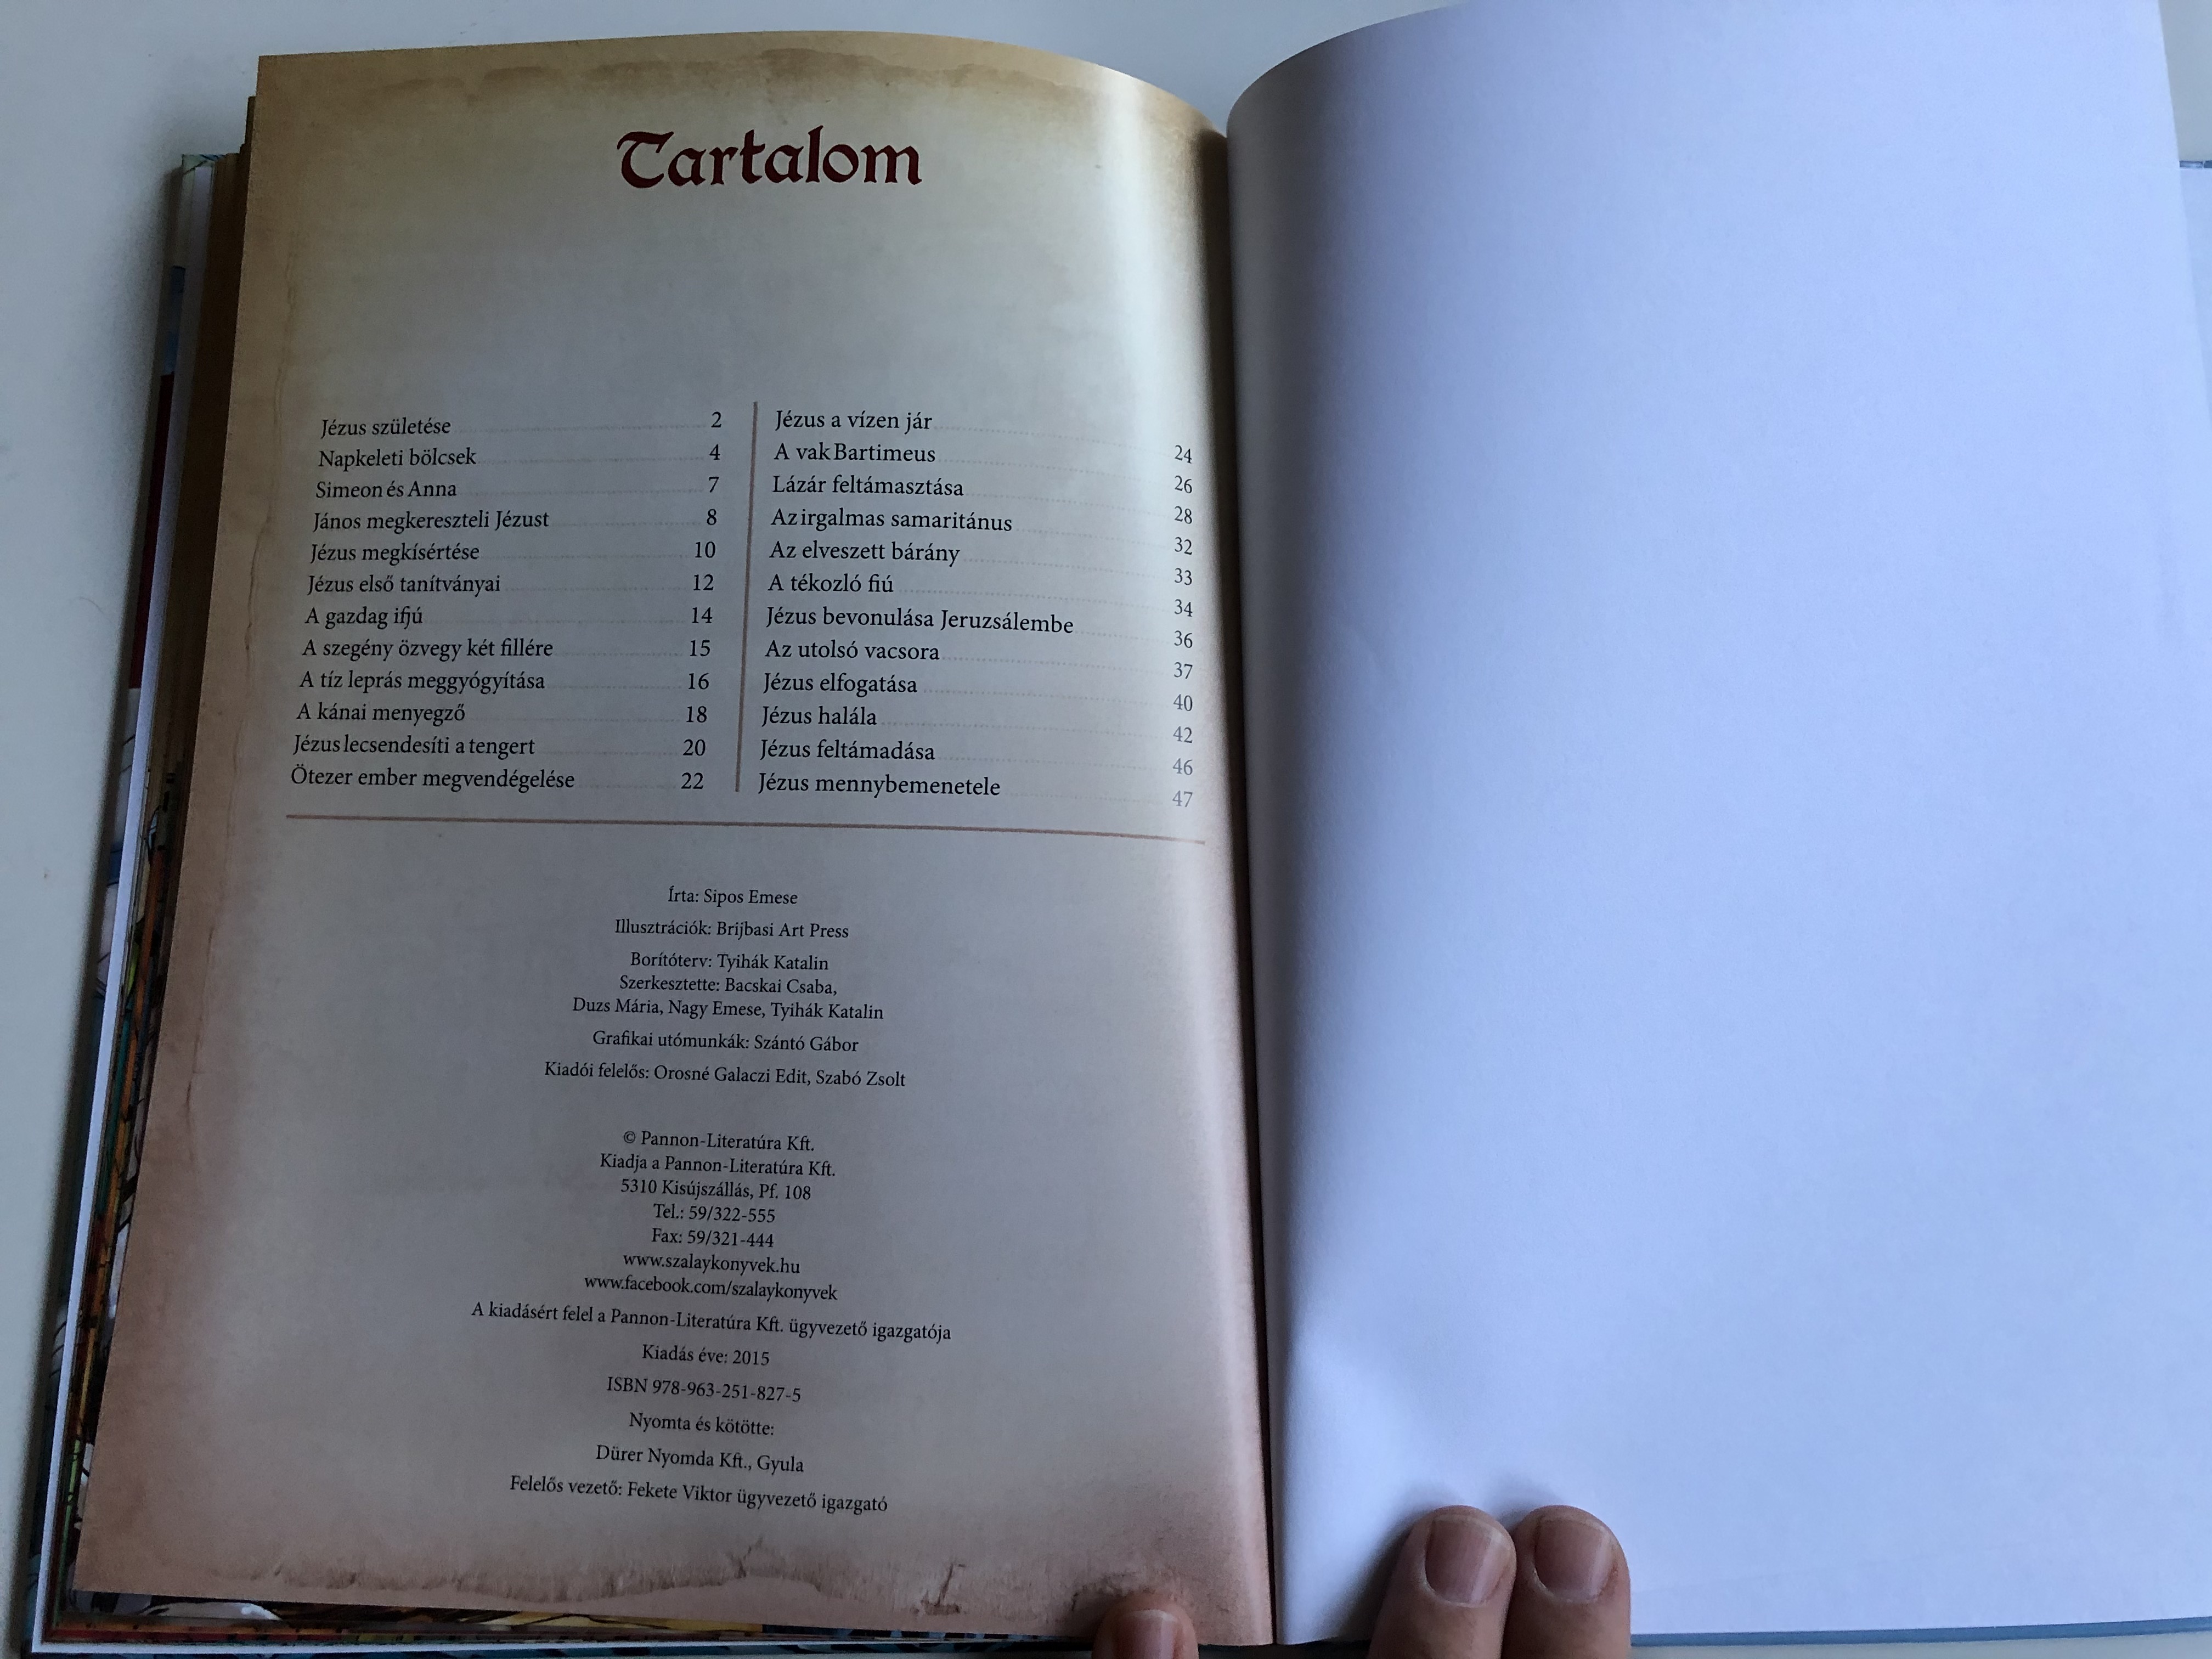 Tartalom
Jézus születése 2
Napkeleti bölcsek 4
Simeon és Anna 7
János megkereszteli Jézust 8
Jézus megkísértése 10
Jézus első tanítványai 12
A gazdag ifjú 14
A szegény özvegy két fillére 15
A tíz leprás meggyógyítása 16
A kánai menyegző 18
Jézus lecsendesíti a tengert 20
Ötezer ember megvendégelése 22
Jézus a vízen jár 24
A vak Bartimeus 26
Lázár feltámasztása 28
Az irgalmas samaritánus 32
Az elveszett bárány 33
A tékozló fiú 34
Jézus bevonulása Jeruzsálembe 36
Az utolsó vacsora 37
Jézus elfogatása 40
Jézus halála 42
Jézus feltámadása 46
Jézus mennybemenetele 47
Írta: Sipos Emese
Illusztrációk: Brijbasi Art Press
Borítóterv: Tyihák Katalin
Szerkesztette: Bacskai Csaba,
Duzs Mária, Nagy Emese, Tyihák Katalin
Grafikai utómunkák: Szántó Gábor
Kiadói felelős: Orosné Galaczi Edit, Szabó Zsolt
© Pannon-Literatúra Kft.
Kiadja a Pannon-Literatúra Kft.
5310 Kisújszállás, Pf. 108
Tel.: 59/322-555
Fax: 59/321-444
www.szalaykonyvek.hu
www.facebook.com/szalaykonyvek
A kiadásért felel a Pannon-Literatúra Kft. ügyvezető igazgatója
Kiadás éve: 2015
ISBN 978-963-251-827-5
Nyomta és kötötte:
Dürer Nyomda Kft., Gyula
Felelős vezető: Fekete Viktor ügyvezető igazgató